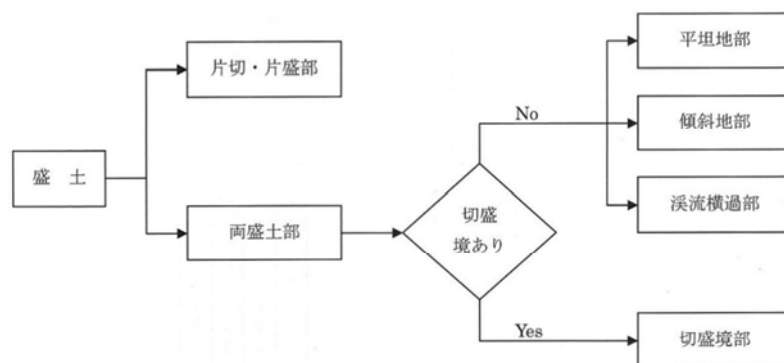 平坦地部
片切・片盛部
No
傾斜地部
盛 土
両盛土部
切盛
境あり
渓流横過部
Yes
切盛境部